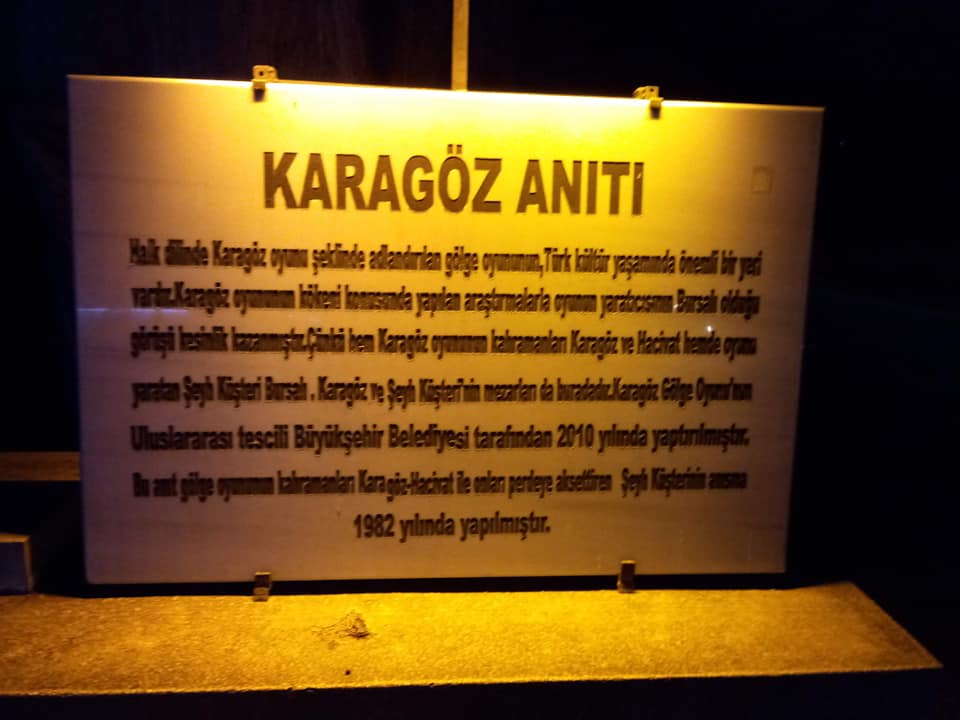 KARAGÖZ ANITI
Halk dilinde Karagöz oyunu şeklinde adlandırılan gölge oyununun,Türk kültür yaşamında önemli bir yeri
vardır.Karagöz oyununun kökeni konusunda yapılan araştırmalarla oyunun yaratıcısının Bursalı olduğu
görüşü kesinlik kazanmıştır.Çünkü hem Karagöz oyununun kahramanları Karagöz ve Hacivat hemde oyunu
yaratan Şeyh Küşteri Bursalı . Karagöz ve Şeyh Küşteri'nin mezarları da buradadır.Karagöz Gölge Oyunu'nun
Uluslararası tescili Büyükşehir Belediyesi tarafından 2010 yılında yaptırılmıştır.
Bu anıt gölge oyununun kahramanları Karagöz-Hacivat ile onları perdeye aksettiren Şeyh Küşteri'nin anısına
1982 yılında yapılmıştır.